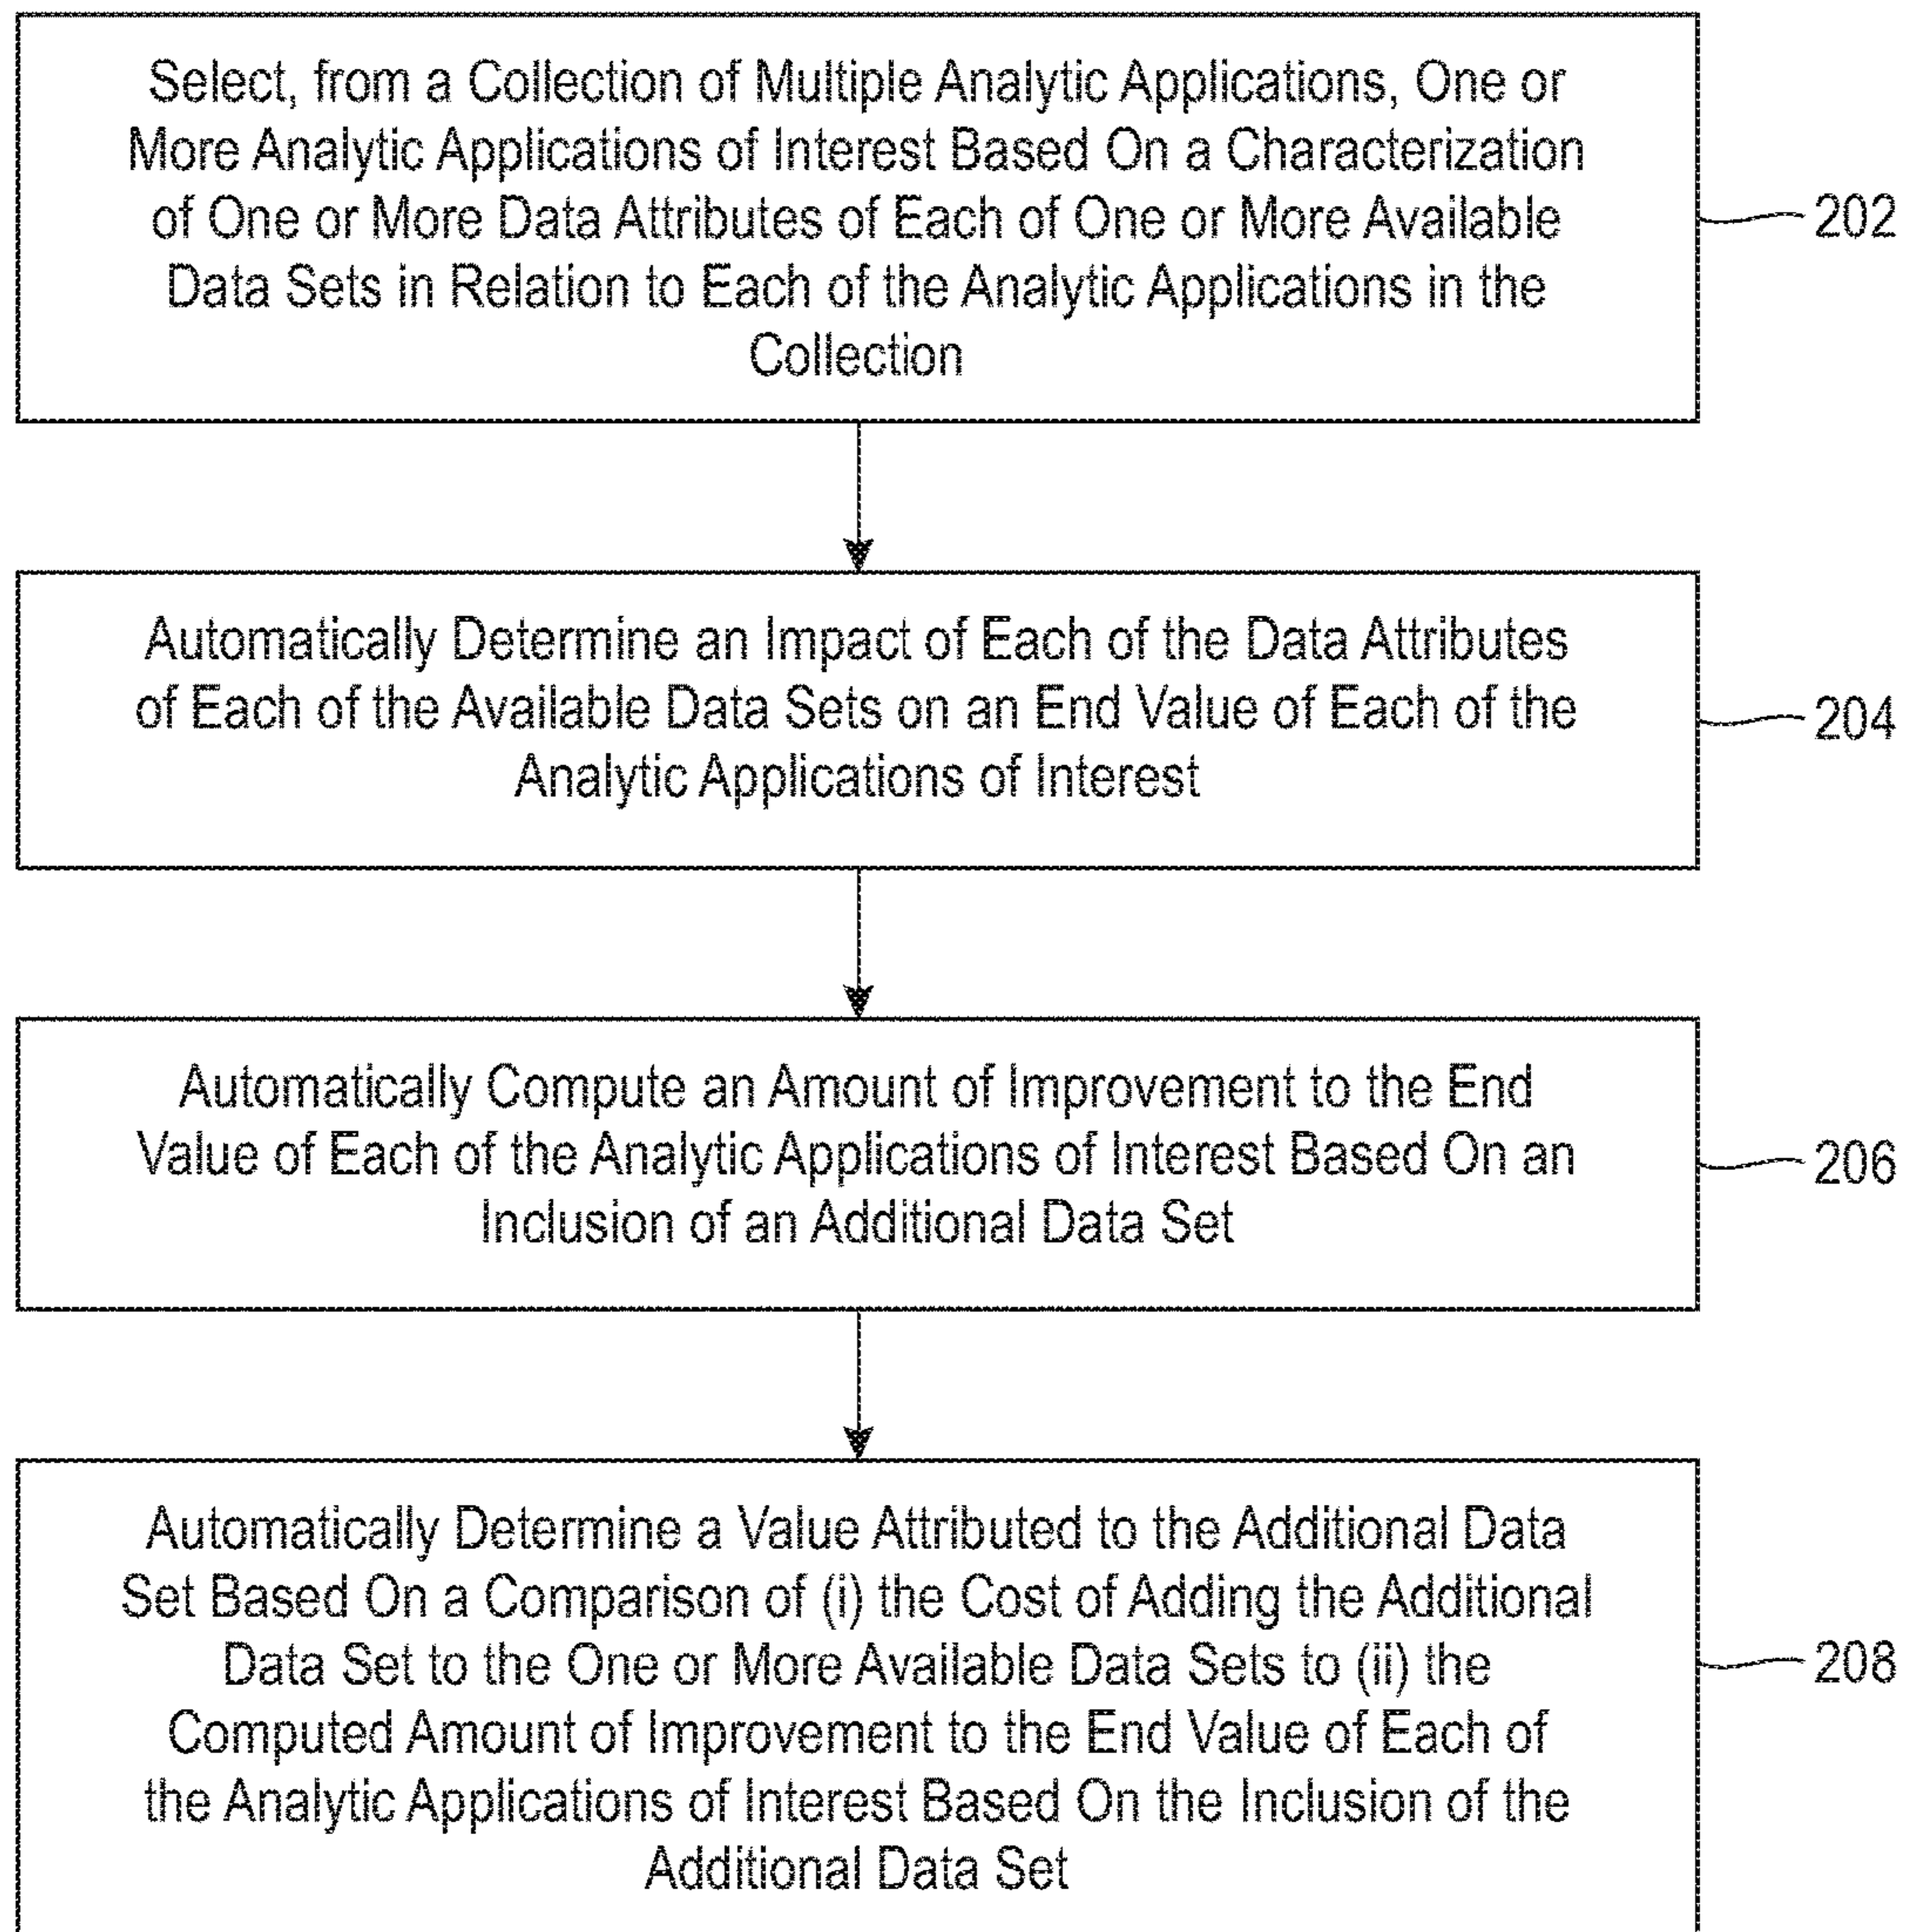 Select, from a Collection of Multiple Analytic Applications, One or
More Analytic Applications of Interest Based On a Characterization
of One or More Data Attributes of Each of One or More Available
Data Sets in Relation to Each of the Analytic Applications in the
Collection
202
Automatically Determine an Impact of Each of the Data Attributes
of Each of the Available Data Sets on an End Value of Each of the
Analytic Applications of Interest
204
Automatically Compute an Amount of Improvement to the End
Value of Each of the Analytic Applications of Interest Based On an
Inclusion of an Additional Data Set
206
Automatically Determine a Value Attributed to the Additional Data
Set Based On a Comparison of (i) the Cost of Adding the Additional
Data Set to the One or More Available Data Sets to (ii) the
Computed Amount of Improvement to the End Value of Each of
the Analytic Applications of Interest Based On the Inclusion of the
Additional Data Set
208